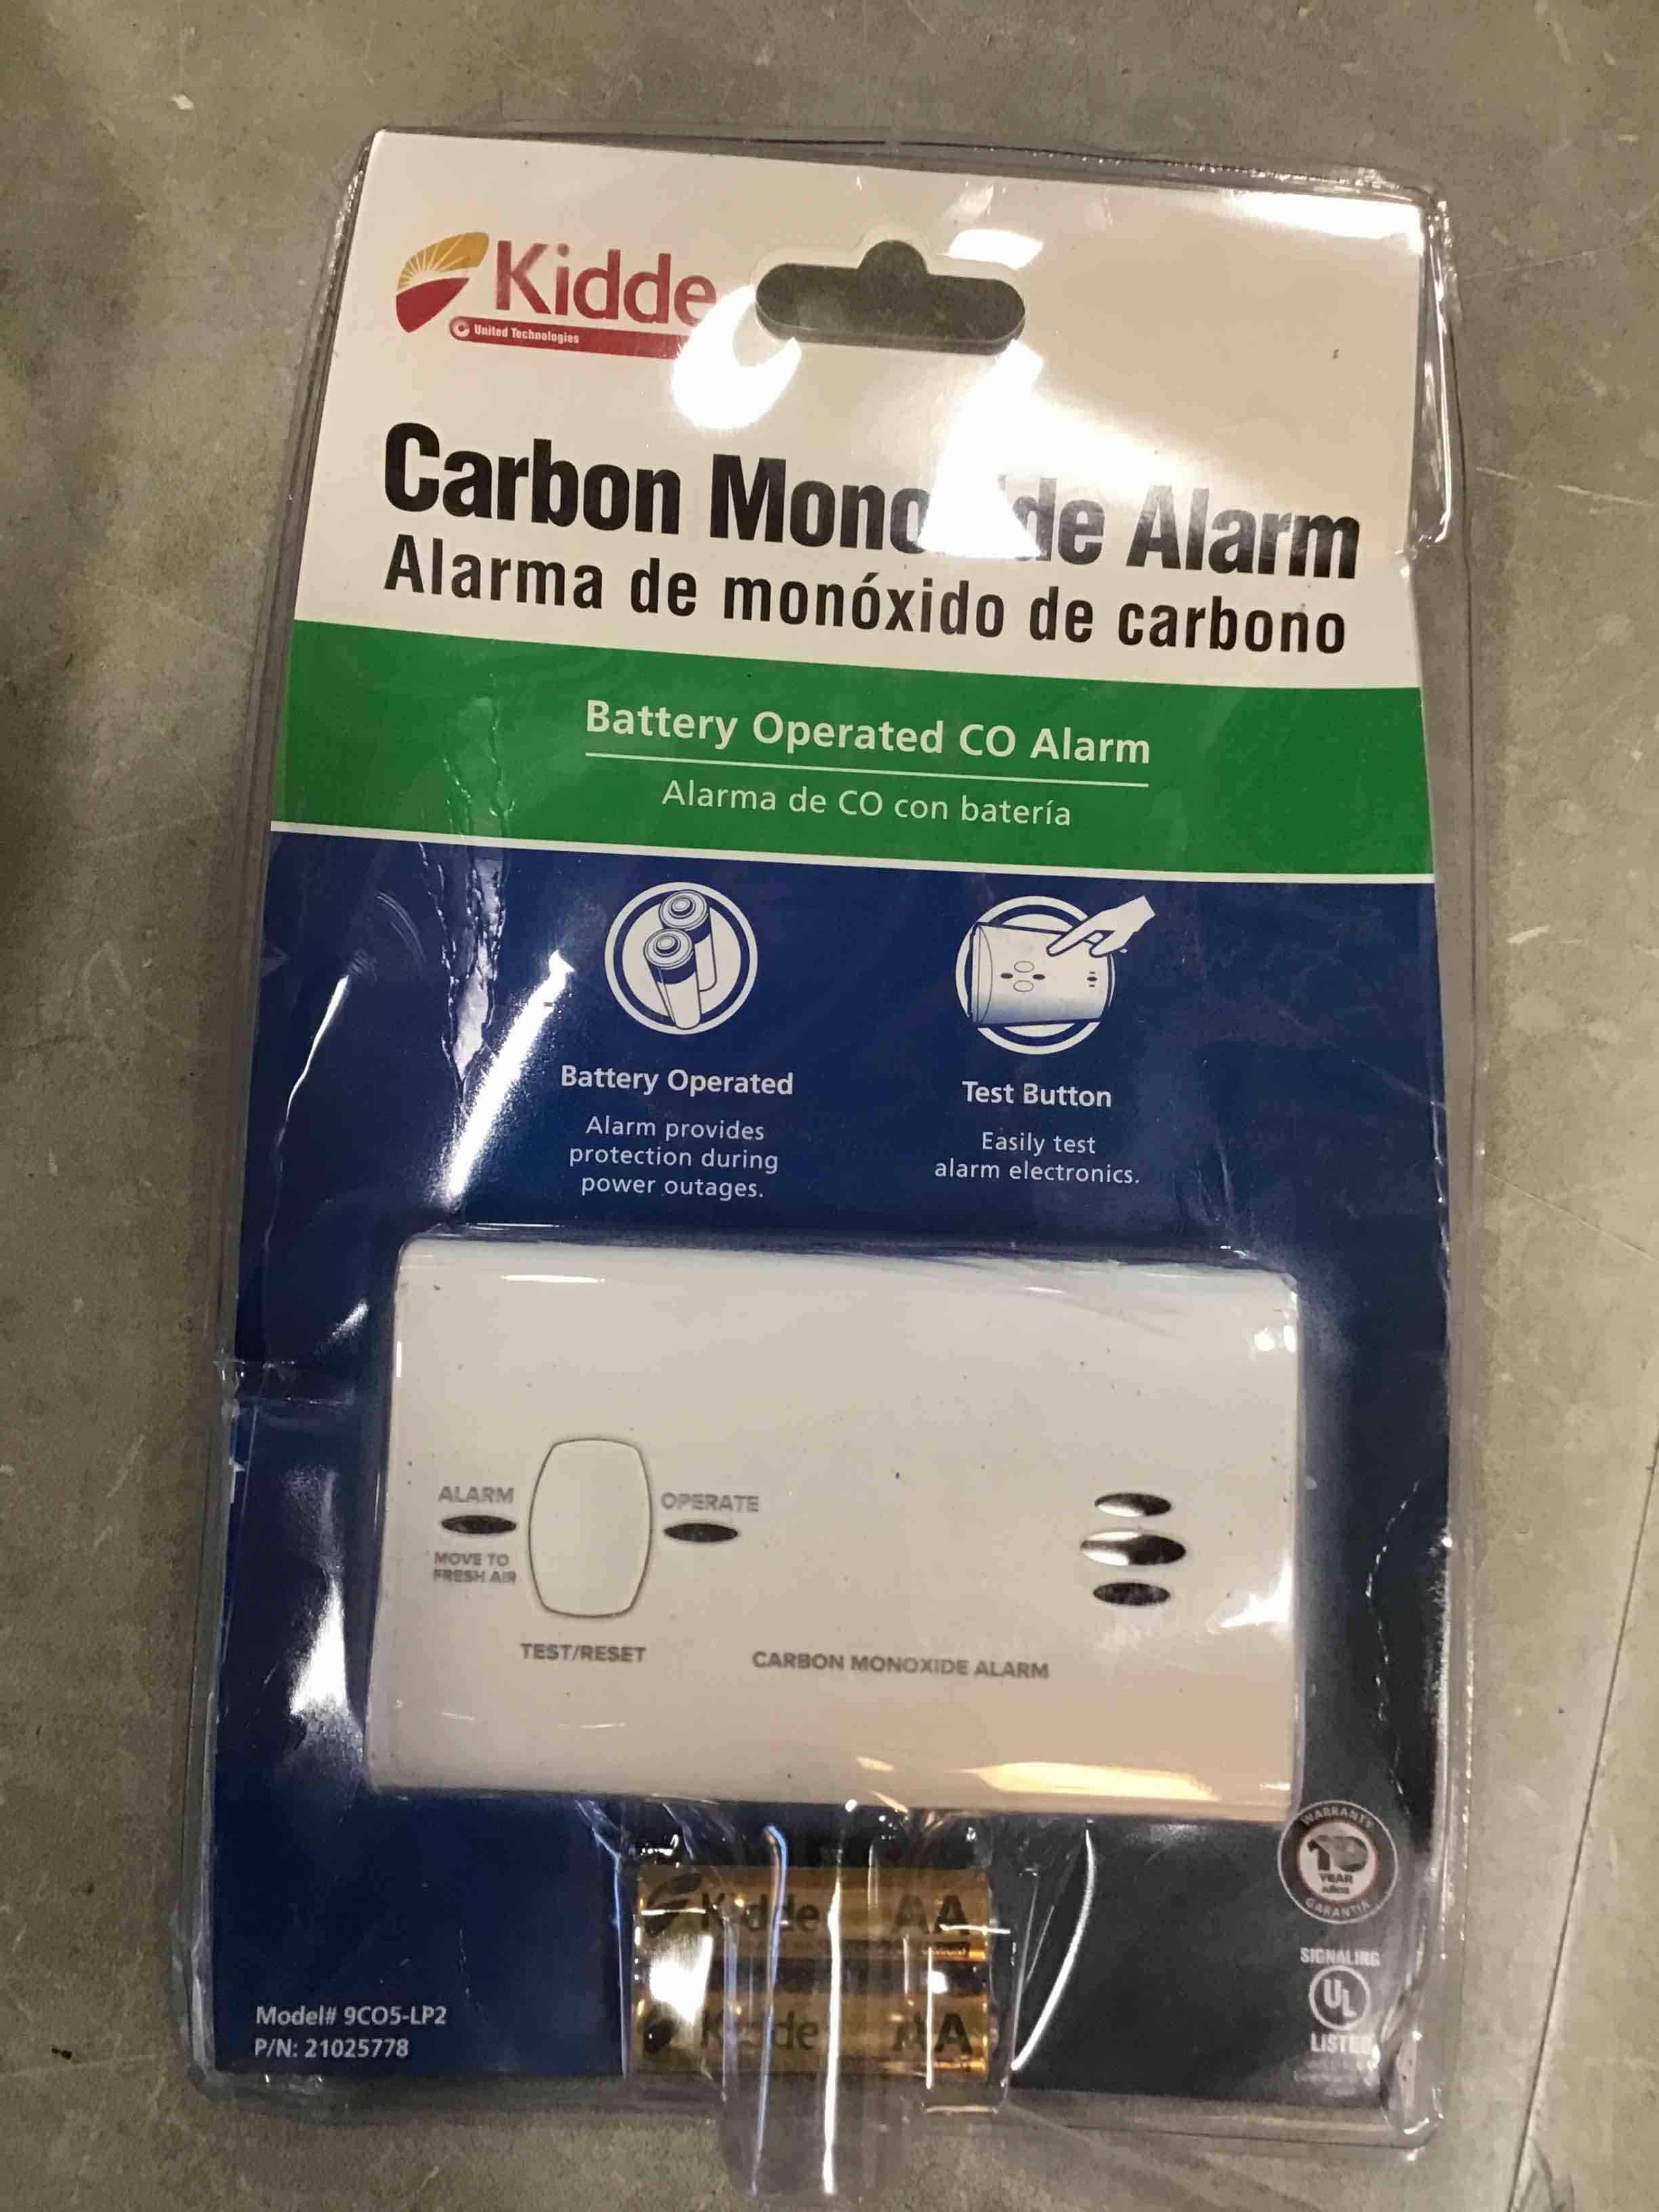 Kidde
United Technologies
Carbon Monoxide Alarm
Alarma de monóxido de carbono
Battery Operated CO Alarm
Alarma de CO con batería
Battery Operated
Alarm provides
protection during
power outages.
Test Button
Easily test
alarm electronics.
ALARM
OPERATE
MOVE TO
FRESH AIR
TEST/RESET
CARBON MONOXIDE ALARM
Kidde AA
Kidde AA
WARRANTY
10
YEAR
AÑOS
GARANTIA
SIGNALING
UL
LISTED
Model# 9CO5-LP2
P/N: 21025778